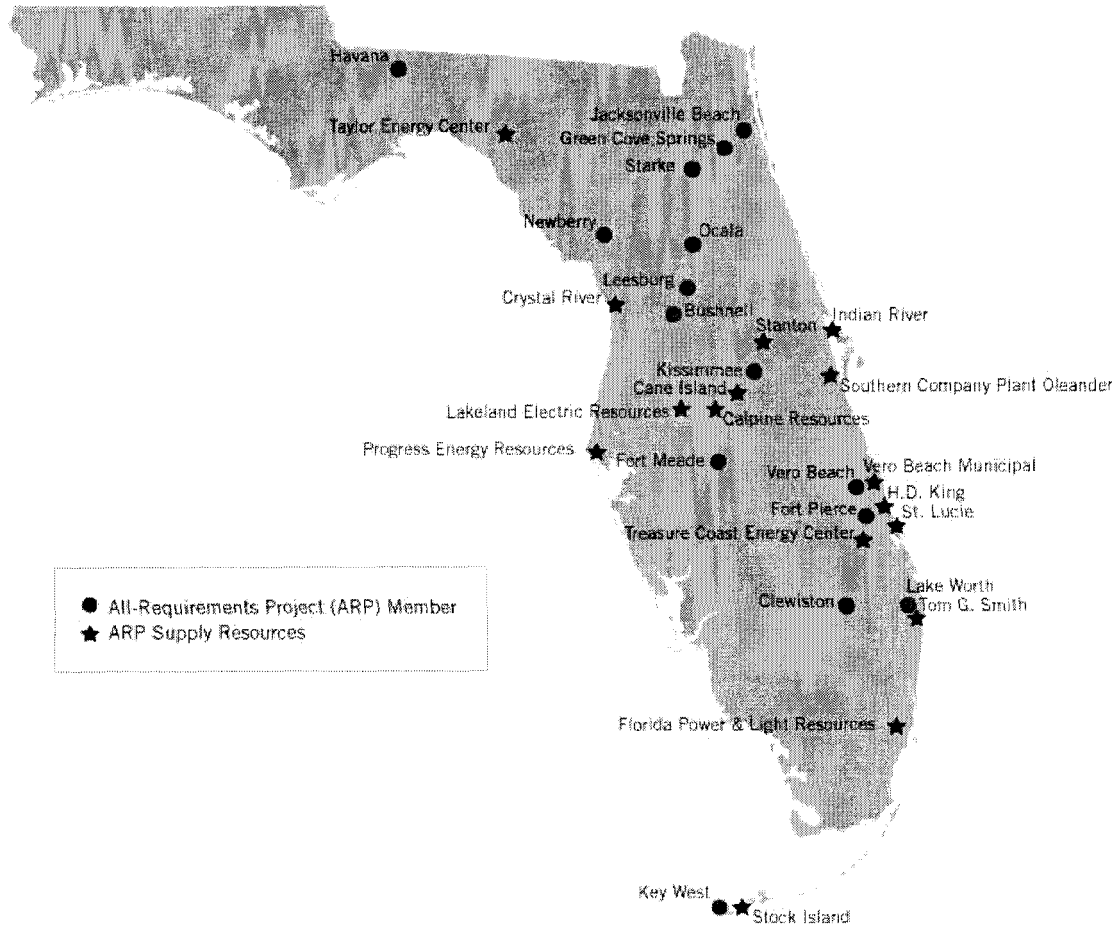 Havana
Jacksonville Beach
Taylor Energy Center
Green Cove Springs
Starke
Newberry
Ocala
Leesburg
Crystal River
Bushnell
Indian River
Stanton
Kissimmee
Southern Company Plant Oleander
Cane Island
Lakeland Electric Resources
Calpine Resources
Progress Energy Resources
Fort Meade
Vero Beach
Vero Beach Municipal
H.D. King
Fort Pierce
St. Lucie
Treasure Coast Energy Center
Lake Worth
Clewiston
Tom G. Smith
All-Requirements Project (ARP) Member
ARP Supply Resources
Florida Power & Light Resources
Key West
Stock Island